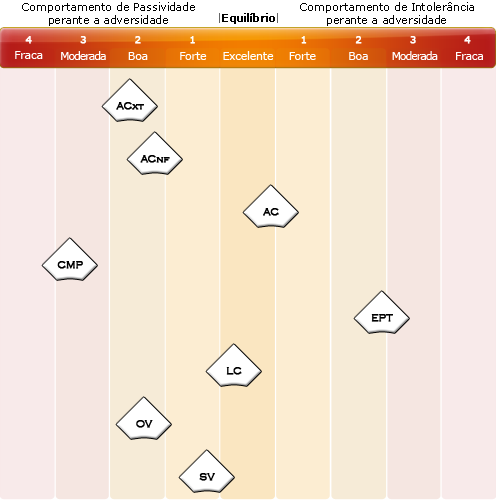 Comportamento de Passividade
perante a adversidade
|Equilíbrio|
Comportamento de Intolerância
perante a adversidade
4 3 2 1 1 2 3 4
Fraca Moderada Boa Forte Excelente Forte Boa Moderada Fraca
ACXT
ACNF
AC
CMP
EPT
LC
OV
SV